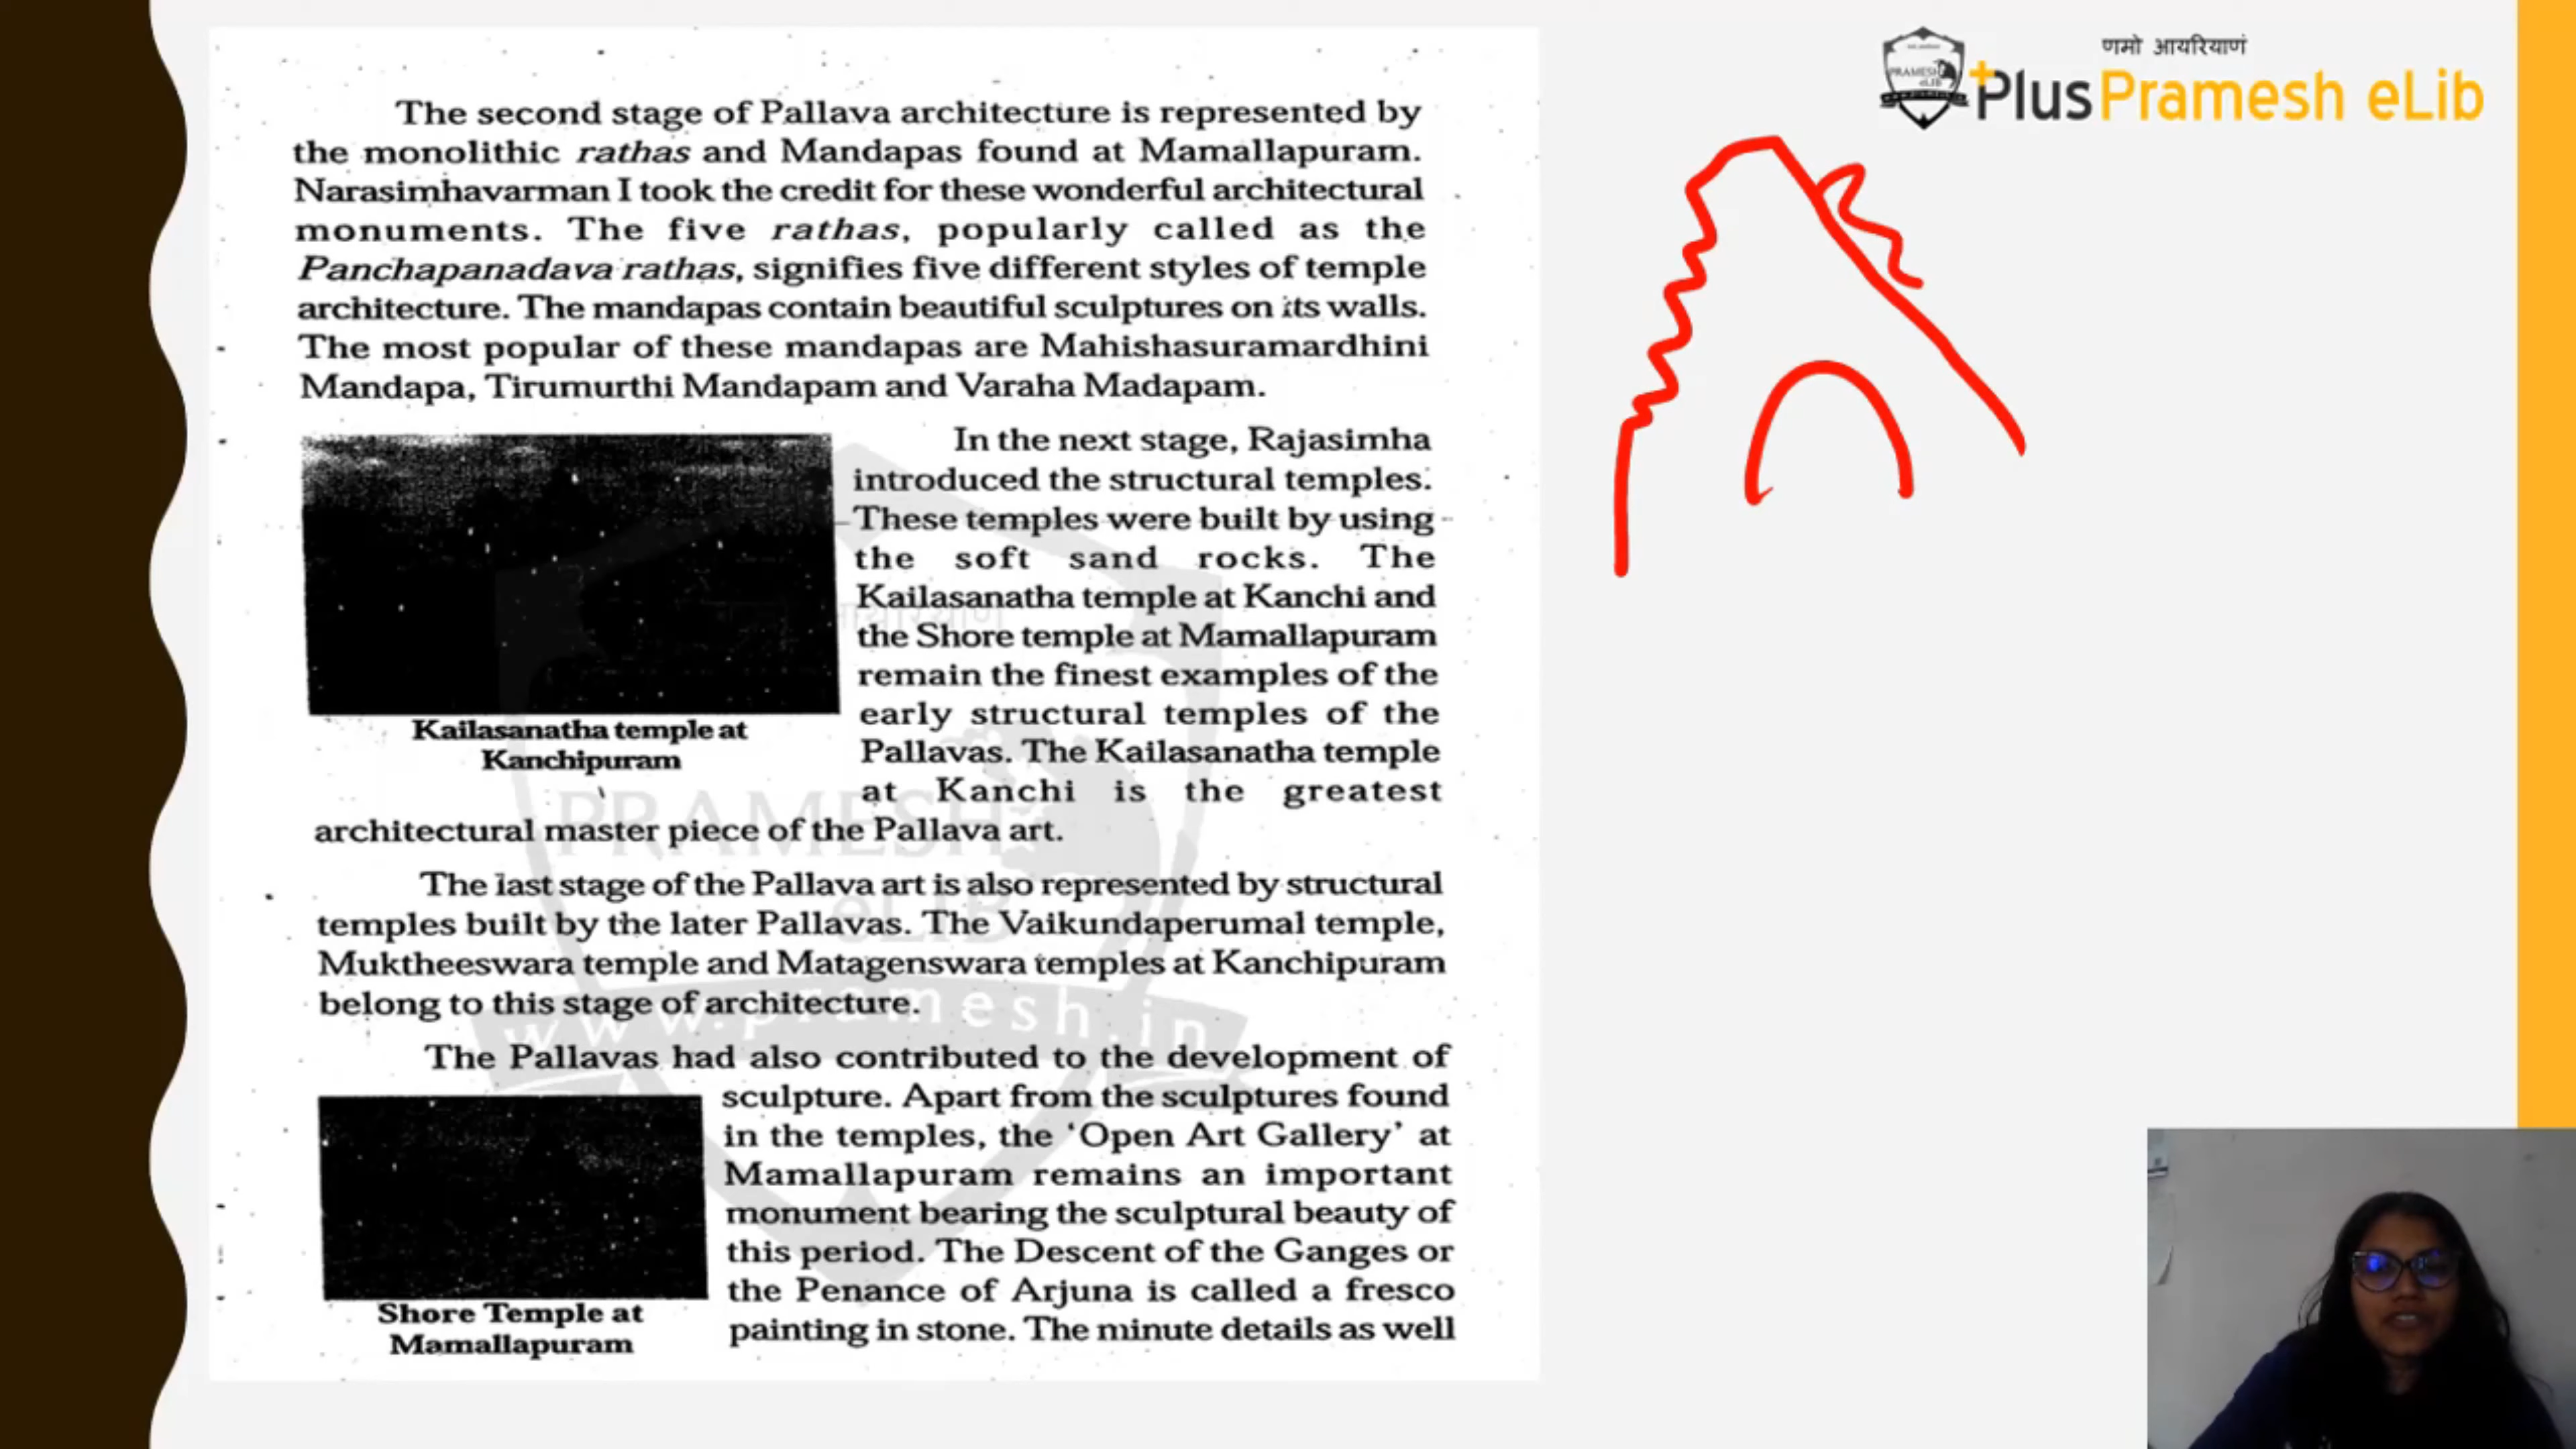 णमो आयरियाणं
PRAMESH
eLIB
+Plus Pramesh eLib
The second stage of Pallava architecture is represented by
the monolithic rathas and Mandapas found at Mamallapuram.
Narasimhavarman I took the credit for these wonderful architectural
monuments. The five rathas, popularly called as the
Panchapanadava rathas, signifies five different styles of temple
architecture. The mandapas contain beautiful sculptures on its walls.
The most popular of these mandapas are Mahishasuramardhini
Mandapa, Tirumurthi Mandapam and Varaha Madapam.
In the next stage, Rajasimha
introduced the structural temples.
These temples were built by using
the soft sand rocks. The
Kailasanatha temple at Kanchi and
the Shore temple at Mamallapuram
remain the finest examples of the
early structural temples of the
Pallavas. The Kailasanatha temple
at Kanchi is the greatest
architectural master piece of the Pallava art.
Kailasanatha temple at
Kanchipuram
The last stage of the Pallava art is also represented by structural
temples built by the later Pallavas. The Vaikundaperumal temple,
Muktheeswara temple and Matagenswara temples at Kanchipuram
belong to this stage of architecture.
The Pallavas had also contributed to the development of
sculpture. Apart from the sculptures found
in the temples, the 'Open Art Gallery' at
Mamallapuram remains an important
monument bearing the sculptural beauty of
this period. The Descent of the Ganges or
the Penance of Arjuna is called a fresco
painting in stone. The minute details as well
Shore Temple at
Mamallapuram
PRAMESH
eLIB
www.pramesh.in